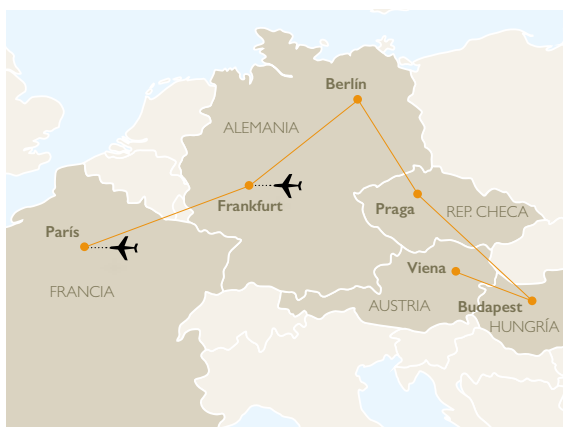 Berlín
ALEMANIA
Frankfurt
Praga
REP. CHECA
París
FRANCIA
Viena
AUSTRIA
Budapest
HUNGRÍA